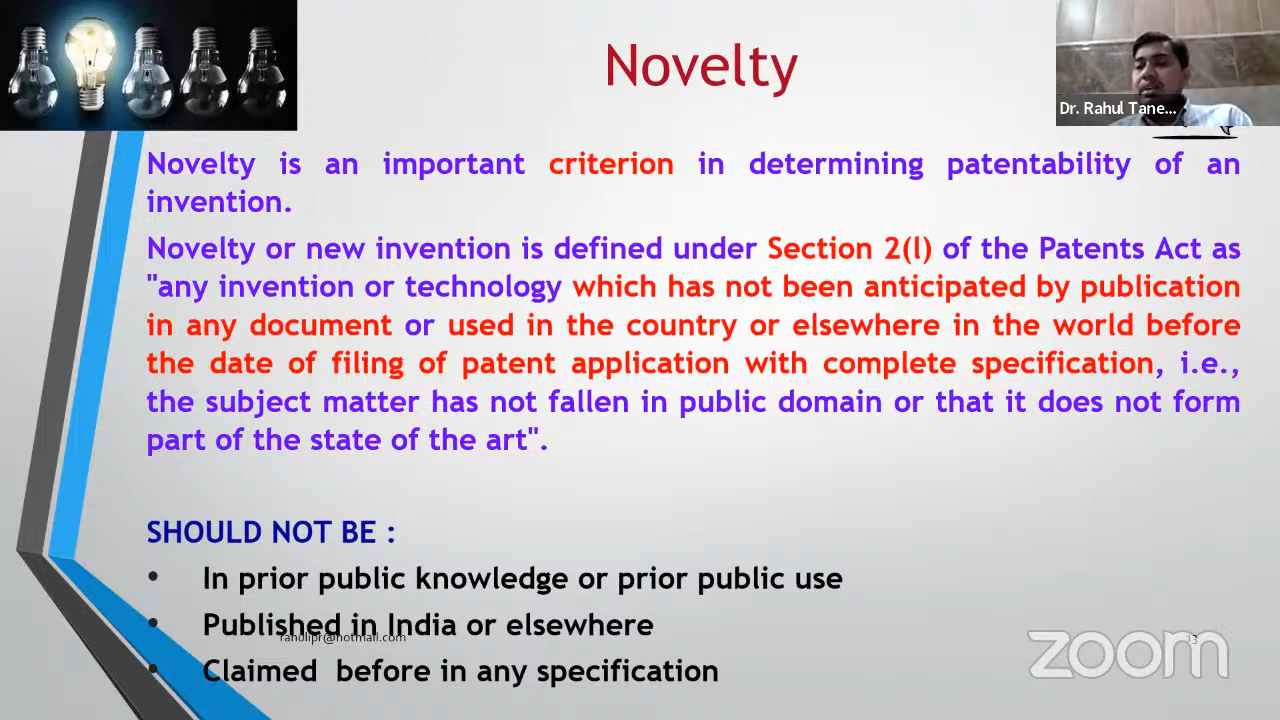 Novelty
Dr. Rahul Tane...
Novelty is an important criterion in determining patentability of an
invention.
Novelty or new invention is defined under Section 2(l) of the Patents Act as
"any invention or technology which has not been anticipated by publication
in any document or used in the country or elsewhere in the world before
the date of filing of patent application with complete specification, i.e.,
the subject matter has not fallen in public domain or that it does not form
part of the state of the art".
SHOULD NOT BE :
• In prior public knowledge or prior public use
• Published in India or elsewhere
rahulipr@hotmail.com
13
• Claimed before in any specification
zoom